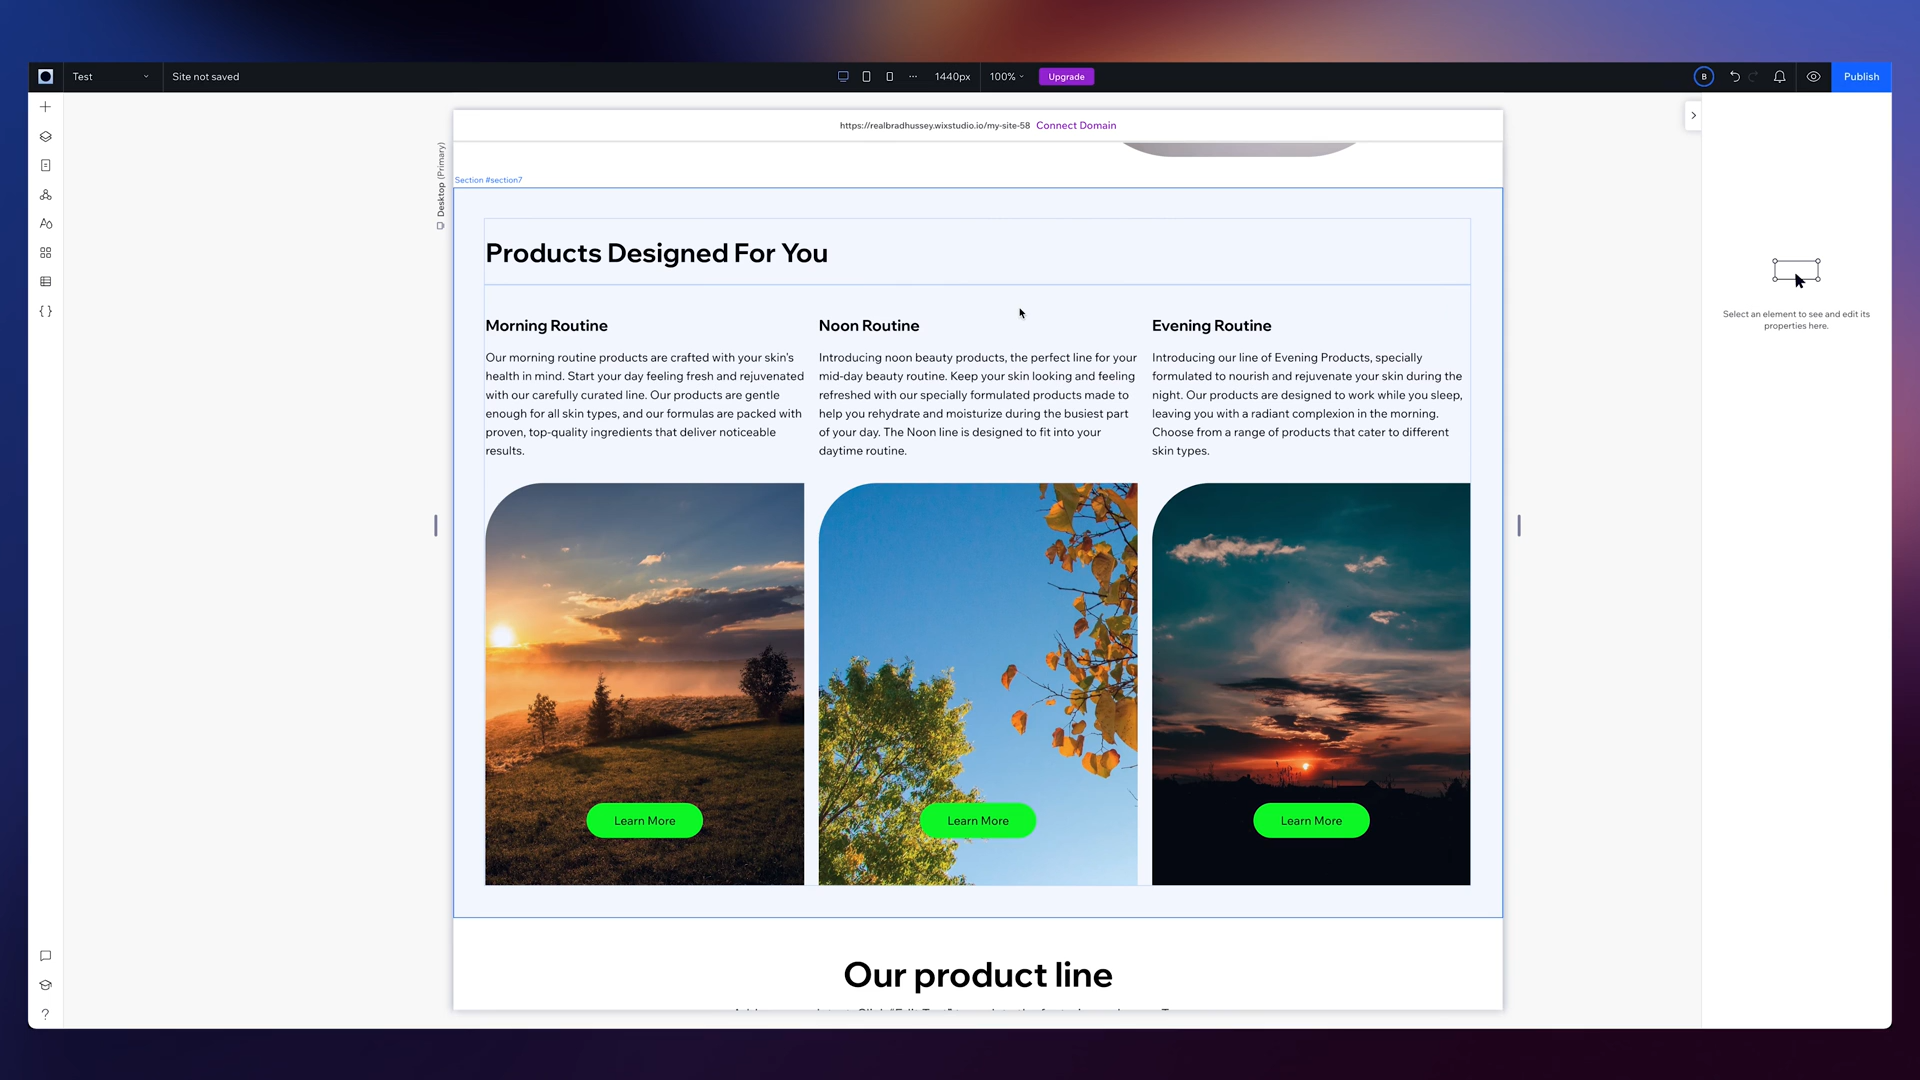 Test
Site not saved
1440px
100%
Upgrade
B
Publish
https://realbradhussey.wixstudio.io/my-site-58 Connect Domain
Desktop (Primary)
Section #section7
Products Designed For You
Morning Routine
Our morning routine products are crafted with your skin's
health in mind. Start your day feeling fresh and rejuvenated
with our carefully curated line. Our products are gentle
enough for all skin types, and our formulas are packed with
proven, top-quality ingredients that deliver noticeable
results.
Noon Routine
Introducing noon beauty products, the perfect line for your
mid-day beauty routine. Keep your skin looking and feeling
refreshed with our specially formulated products made to
help you rehydrate and moisturize during the busiest part
of your day. The Noon line is designed to fit into your
daytime routine.
Evening Routine
Introducing our line of Evening Products, specially
formulated to nourish and rejuvenate your skin during the
night. Our products are designed to work while you sleep,
leaving you with a radiant complexion in the morning.
Choose from a range of products that cater to different
skin types.
Learn More
Learn More
Learn More
Our product line
Select an element to see and edit its
properties here.